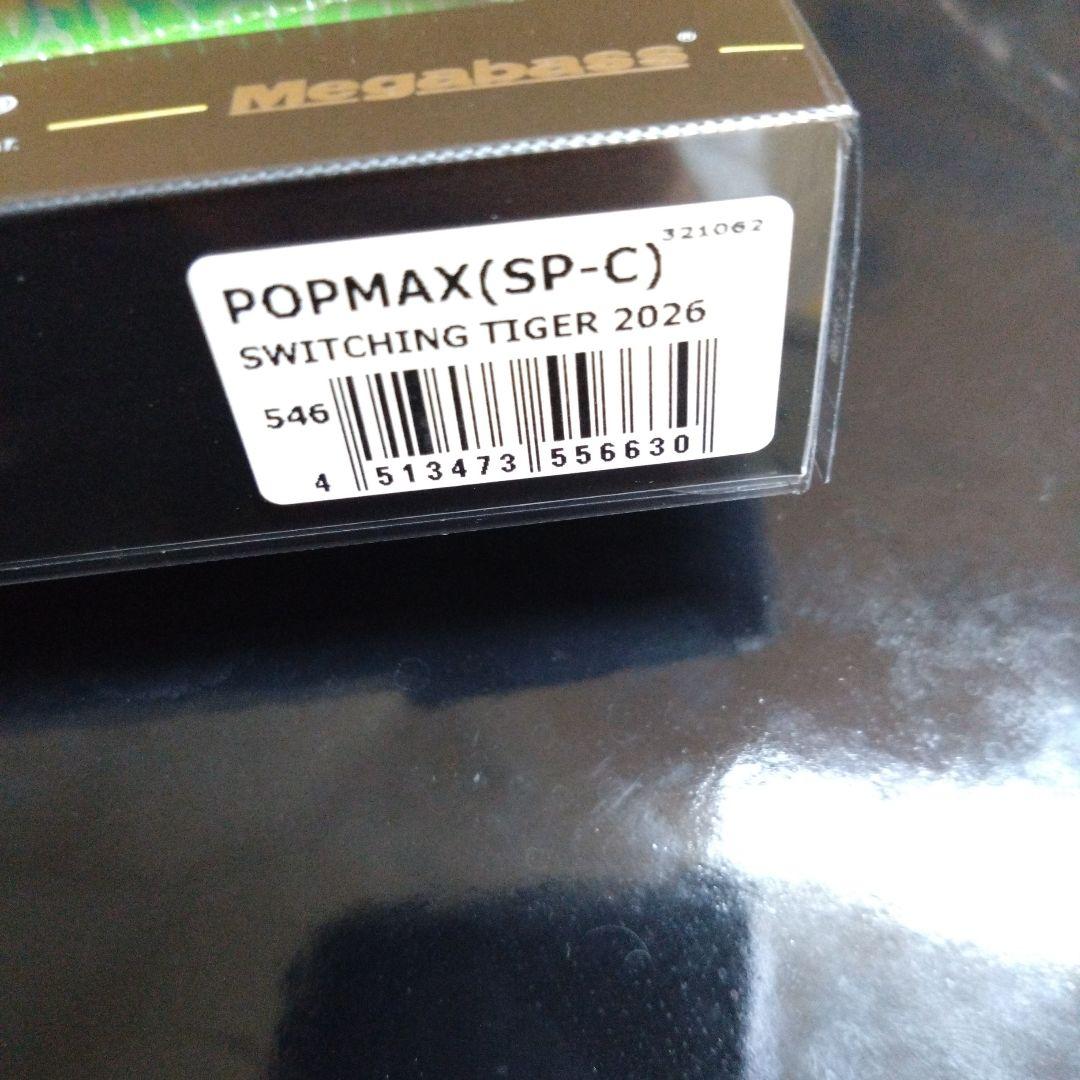 Megabass®
321062
POPMAX(SP-C)
SWITCHING TIGER 2026
546
4 513473 556630